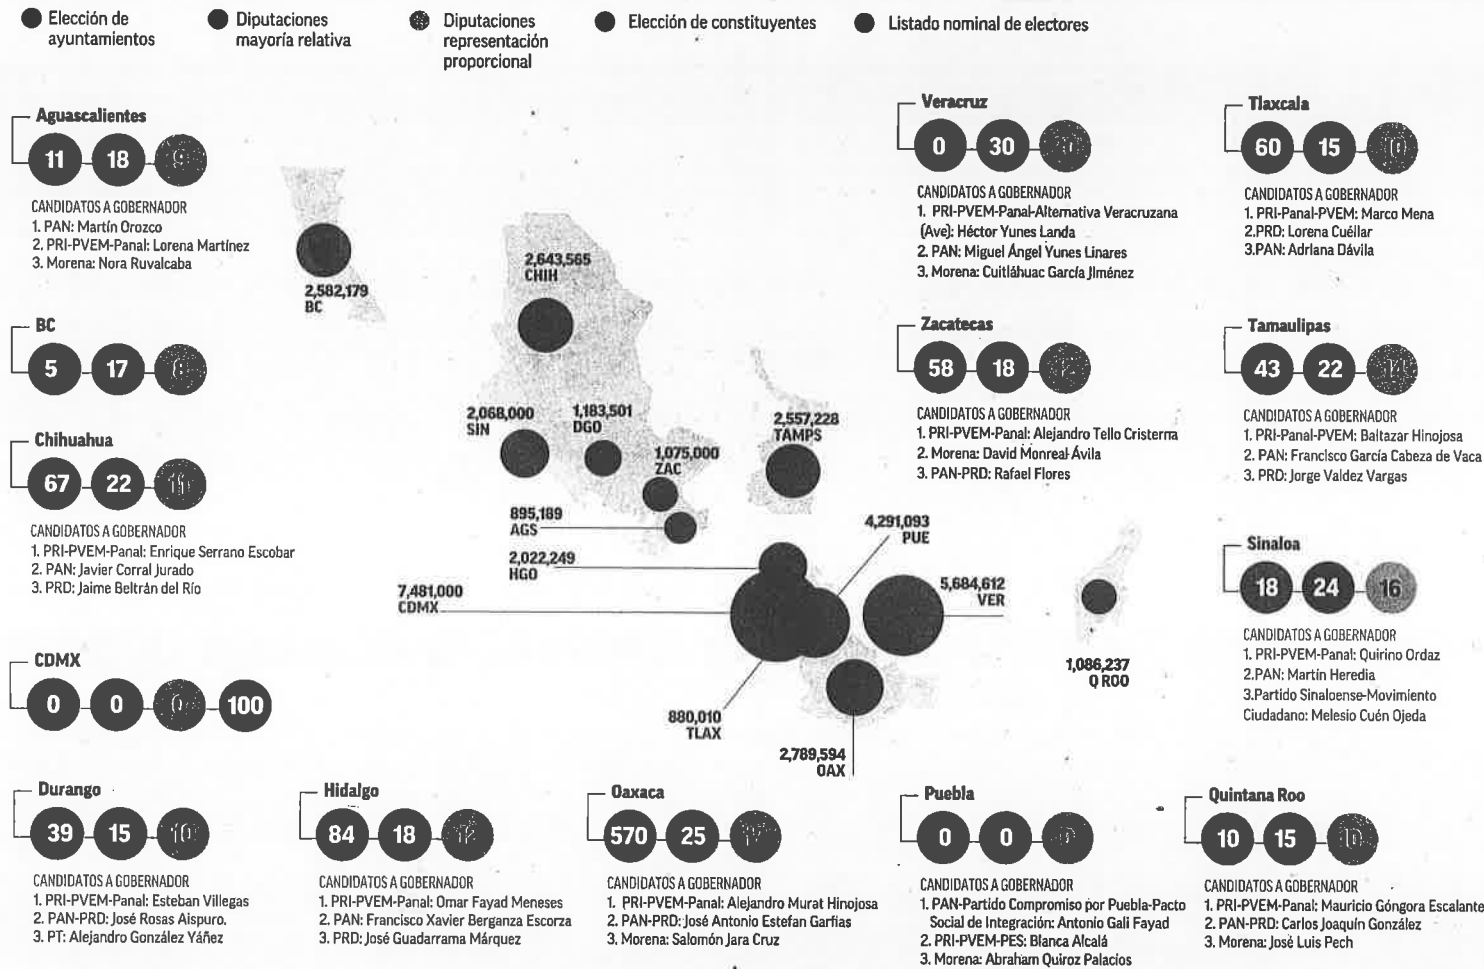 Elección de
ayuntamientos
Diputaciones
mayoría relativa
Diputaciones
representación
proporcional
Elección de constituyentes
Listado nominal de electores
Aguascalientes
11 18 9
CANDIDATOS A GOBERNADOR
1. PAN: Martín Orozco
2. PRI-PVEM-Panal: Lorena Martínez
3. Morena: Nora Ruvalcaba
BC
5 17 8
Chihuahua
67 22 11
CANDIDATOS A GOBERNADOR
1. PRI-PVEM-Panal: Enrique Serrano Escobar
2. PAN: Javier Corral Jurado
3. PRD: Jaime Beltrán del Río
CDMX
0 0 0 100
2,582,179
BC
2,643,565
CHIH
2,068,000
SIN
1,183,501
DGO
1,075,000
ZAC
2,557,228
TAMPS
895,189
AGS
2,022,249
HGO
7,481,000
CDMX
4,291,093
PUE
5,684,612
VER
880,010
TLAX
2,789,594
OAX
1,086,237
Q ROO
Veracruz
0 30 20
CANDIDATOS A GOBERNADOR
1. PRI-PVEM-Panal-Alternativa Veracruzana
(Ave): Héctor Yunes Landa
2. PAN: Miguel Ángel Yunes Linares
3. Morena: Cuitláhuac García Jiménez
Tlaxcala
60 15 10
CANDIDATOS A GOBERNADOR
1. PRI-Panal-PVEM: Marco Mena
2.PRD: Lorena Cuéllar
3.PAN: Adriana Dávila
Zacatecas
58 18 12
CANDIDATOS A GOBERNADOR
1. PRI-PVEM-Panal: Alejandro Tello Cristerna
2. Morena: David Monreal Ávila
3. PAN-PRD: Rafael Flores
Tamaulipas
43 22 14
CANDIDATOS A GOBERNADOR
1. PRI-Panal-PVEM: Baltazar Hinojosa
2. PAN: Francisco García Cabeza de Vaca
3. PRD: Jorge Valdez Vargas
Sinaloa
18 24 16
CANDIDATOS A GOBERNADOR
1. PRI-PVEM-Panal: Quirino Ordaz
2.PAN: Martín Heredia
3.Partido Sinaloense-Movimiento
Ciudadano: Melesio Cuén Ojeda
Durango
39 15 10
CANDIDATOS A GOBERNADOR
1. PRI-PVEM-Panal: Esteban Villegas
2. PAN-PRD: José Rosas Aispuro.
3. PT: Alejandro González Yáñez
Hidalgo
84 18 12
CANDIDATOS A GOBERNADOR
1. PRI-PVEM-Panal: Omar Fayad Meneses
2. PAN: Francisco Xavier Berganza Escorza
3. PRD: José Guadarrama Márquez
Oaxaca
570 25 17
CANDIDATOS A GOBERNADOR
1. PRI-PVEM-Panal: Alejandro Murat Hinojosa
2. PAN-PRD: José Antonio Estefan Garfias
3. Morena: Salomón Jara Cruz
Puebla
0 0 0
CANDIDATOS A GOBERNADOR
1. PAN-Partido Compromiso por Puebla-Pacto
Social de Integración: Antonio Gali Fayad
2. PRI-PVEM-PES: Blanca Alcalá
3. Morena: Abraham Quiroz Palacios
Quintana Roo
10 15 10
CANDIDATOS A GOBERNADOR
1. PRI-PVEM-Panal: Mauricio Góngora Escalante
2. PAN-PRD: Carlos Joaquín González
3. Morena: José Luis Pech